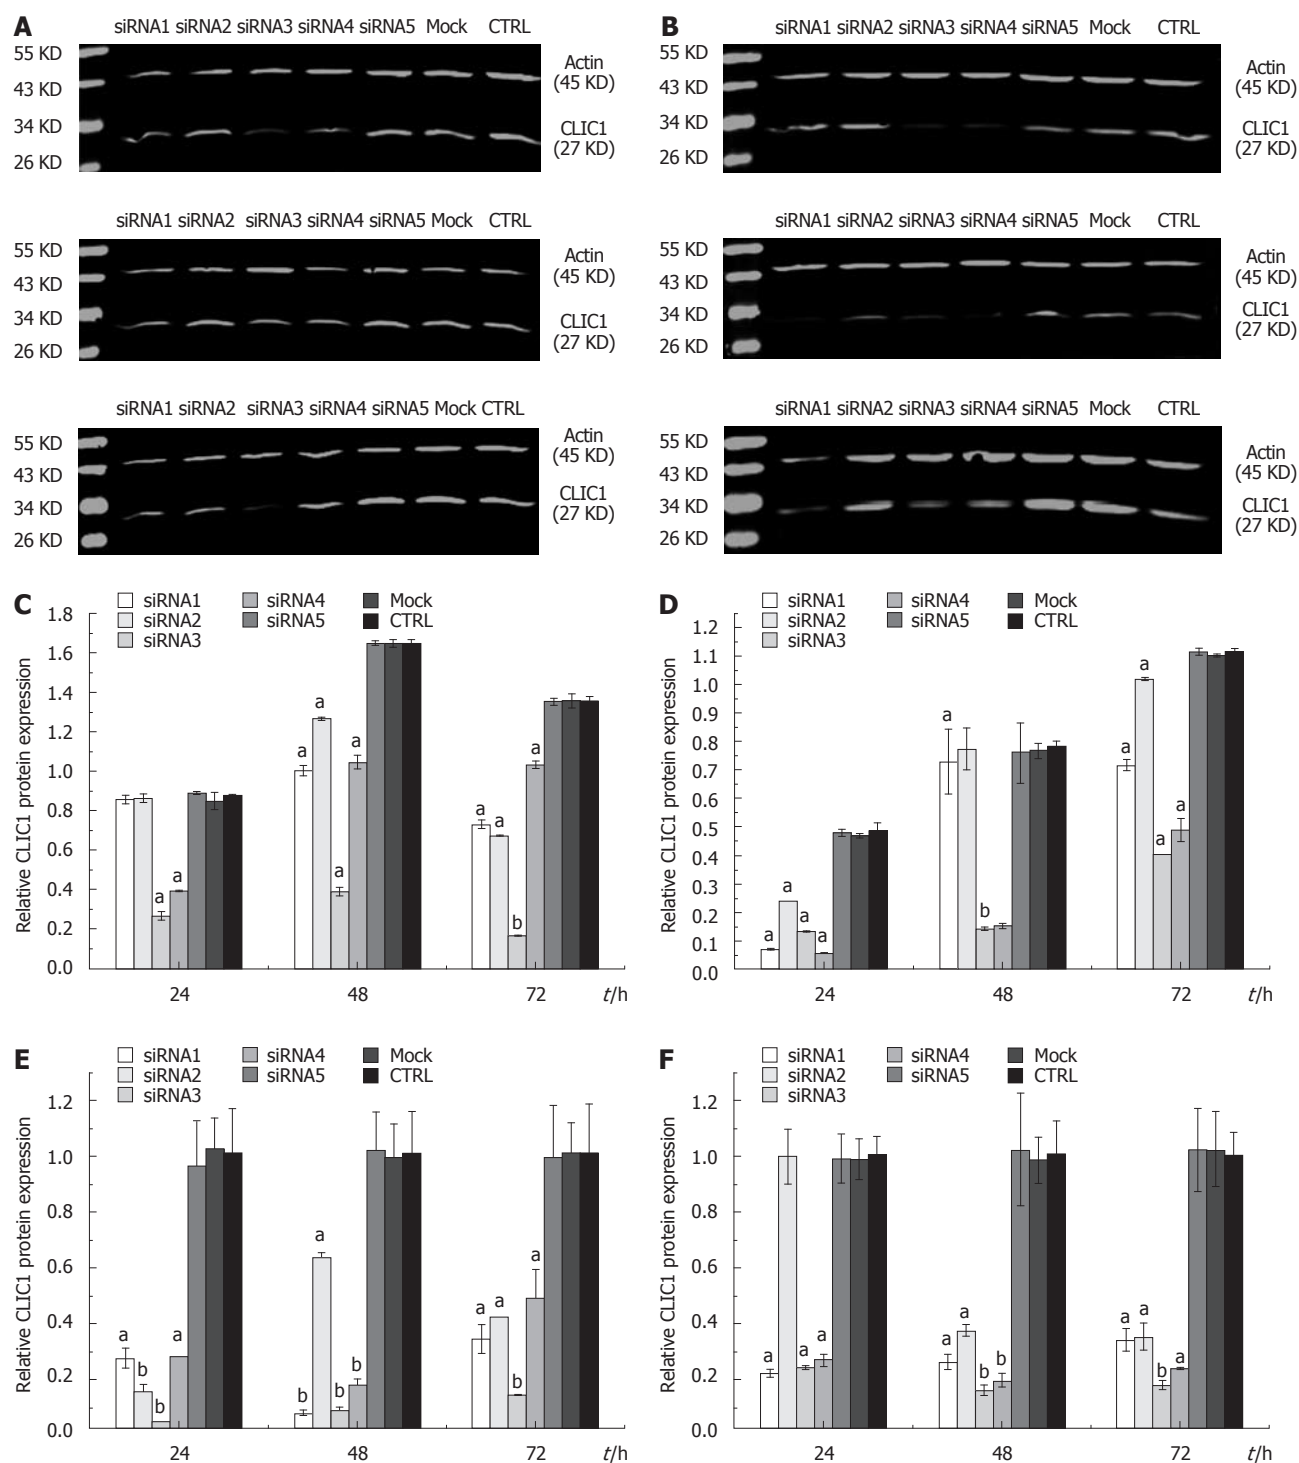 A
siRNA1 siRNA2 siRNA3 siRNA4 siRNA5 Mock CTRL
55 KD
43 KD
34 KD
26 KD
Actin
(45 KD)
CLIC1
(27 KD)
siRNA1 siRNA2 siRNA3 siRNA4 siRNA5 Mock CTRL
55 KD
43 KD
34 KD
26 KD
Actin
(45 KD)
CLIC1
(27 KD)
siRNA1 siRNA2 siRNA3 siRNA4 siRNA5 Mock CTRL
55 KD
43 KD
34 KD
26 KD
Actin
(45 KD)
CLIC1
(27 KD)
B
siRNA1 siRNA2 siRNA3 siRNA4 siRNA5 Mock CTRL
55 KD
43 KD
34 KD
26 KD
Actin
(45 KD)
CLIC1
(27 KD)
siRNA1 siRNA2 siRNA3 siRNA4 siRNA5 Mock CTRL
55 KD
43 KD
34 KD
26 KD
Actin
(45 KD)
CLIC1
(27 KD)
siRNA1 siRNA2 siRNA3 siRNA4 siRNA5 Mock CTRL
55 KD
43 KD
34 KD
26 KD
Actin
(45 KD)
CLIC1
(27 KD)
C
siRNA1 siRNA4 Mock
siRNA2 siRNA5 CTRL
siRNA3
Relative CLIC1 protein expression
1.8
1.6
1.4
1.2
1.0
0.8
0.6
0.4
0.2
0.0
a a
a a a a
a a b a
24 48 72 t/h
D
siRNA1 siRNA4 Mock
siRNA2 siRNA5 CTRL
siRNA3
Relative CLIC1 protein expression
1.2
1.1
1.0
0.9
0.8
0.7
0.6
0.5
0.4
0.3
0.2
0.1
0.0
a a a a
a b
a a a a
24 48 72 t/h
E
siRNA1 siRNA4 Mock
siRNA2 siRNA5 CTRL
siRNA3
Relative CLIC1 protein expression
1.2
1.0
0.8
0.6
0.4
0.2
0.0
a b b a
b a b b
a a b a
24 48 72 t/h
F
siRNA1 siRNA4 Mock
siRNA2 siRNA5 CTRL
siRNA3
Relative CLIC1 protein expression
1.2
1.0
0.8
0.6
0.4
0.2
0.0
a a a
a a b b
a a b a
24 48 72 t/h